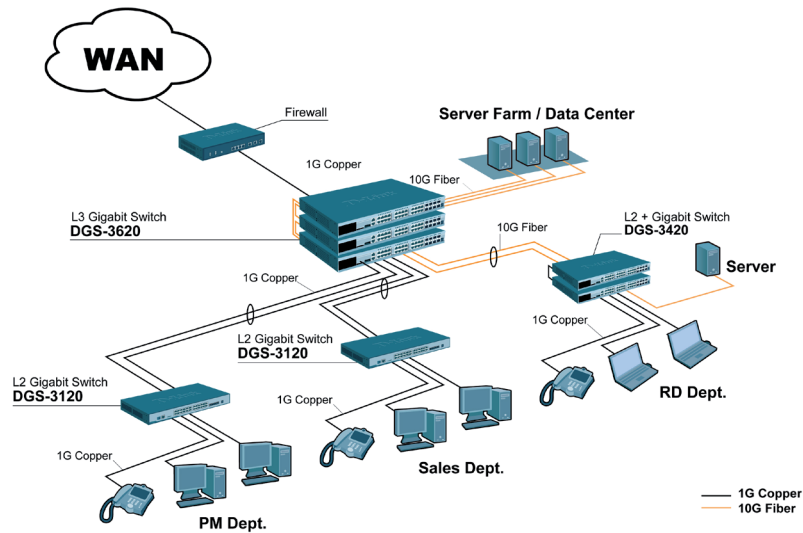 WAN
Firewall
Server Farm / Data Center
1G Copper
10G Fiber
L3 Gigabit Switch
DGS-3620
10G Fiber
L2 + Gigabit Switch
DGS-3420
Server
1G Copper
L2 Gigabit Switch
DGS-3120
1G Copper
L2 Gigabit Switch
DGS-3120
1G Copper
RD Dept.
1G Copper
Sales Dept.
PM Dept.
1G Copper
10G Fiber